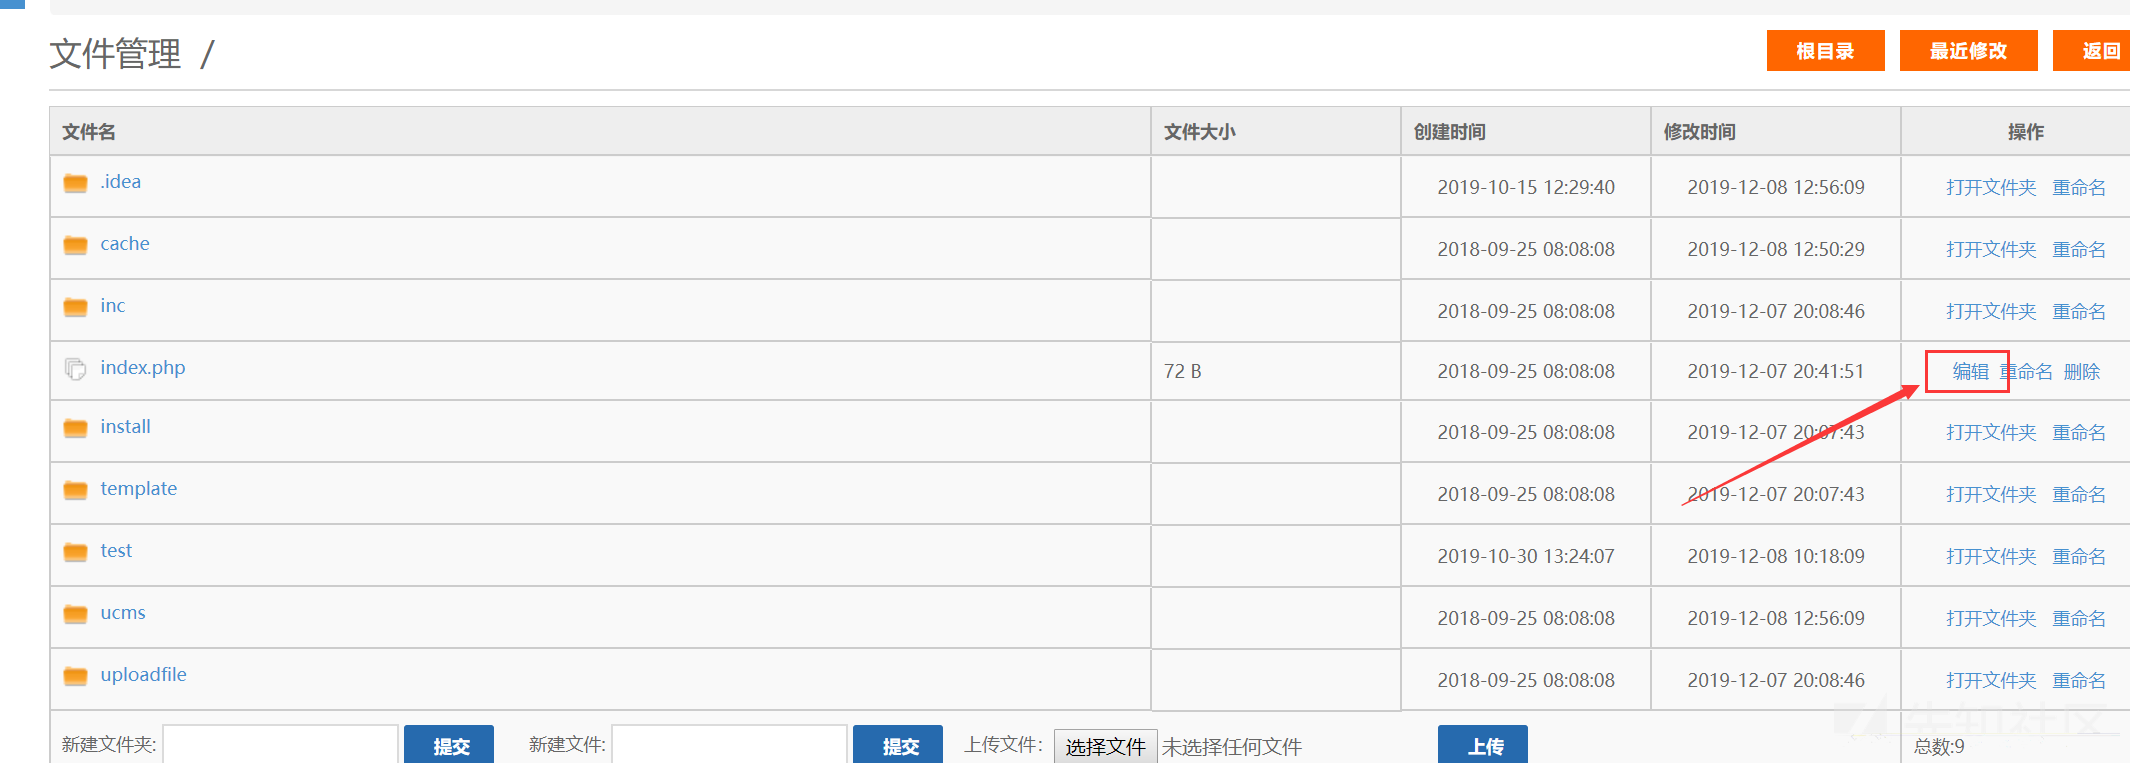 文件管理 /
根目录 最近修改 返回
文件名 文件大小 创建时间 修改时间 操作
.idea 2019-10-15 12:29:40 2019-12-08 12:56:09 打开文件夹 重命名
cache 2018-09-25 08:08:08 2019-12-08 12:50:29 打开文件夹 重命名
inc 2018-09-25 08:08:08 2019-12-07 20:08:46 打开文件夹 重命名
index.php 72 B 2018-09-25 08:08:08 2019-12-07 20:41:51 编辑 重命名 删除
install 2018-09-25 08:08:08 2019-12-07 20:07:43 打开文件夹 重命名
template 2018-09-25 08:08:08 2019-12-07 20:07:43 打开文件夹 重命名
test 2019-10-30 13:24:07 2019-12-08 10:18:09 打开文件夹 重命名
ucms 2018-09-25 08:08:08 2019-12-08 12:56:09 打开文件夹 重命名
uploadfile 2018-09-25 08:08:08 2019-12-07 20:08:46 打开文件夹 重命名
新建文件夹: 提交 新建文件: 提交 上传文件: 选择文件 未选择任何文件 上传 总数:9
先知社区